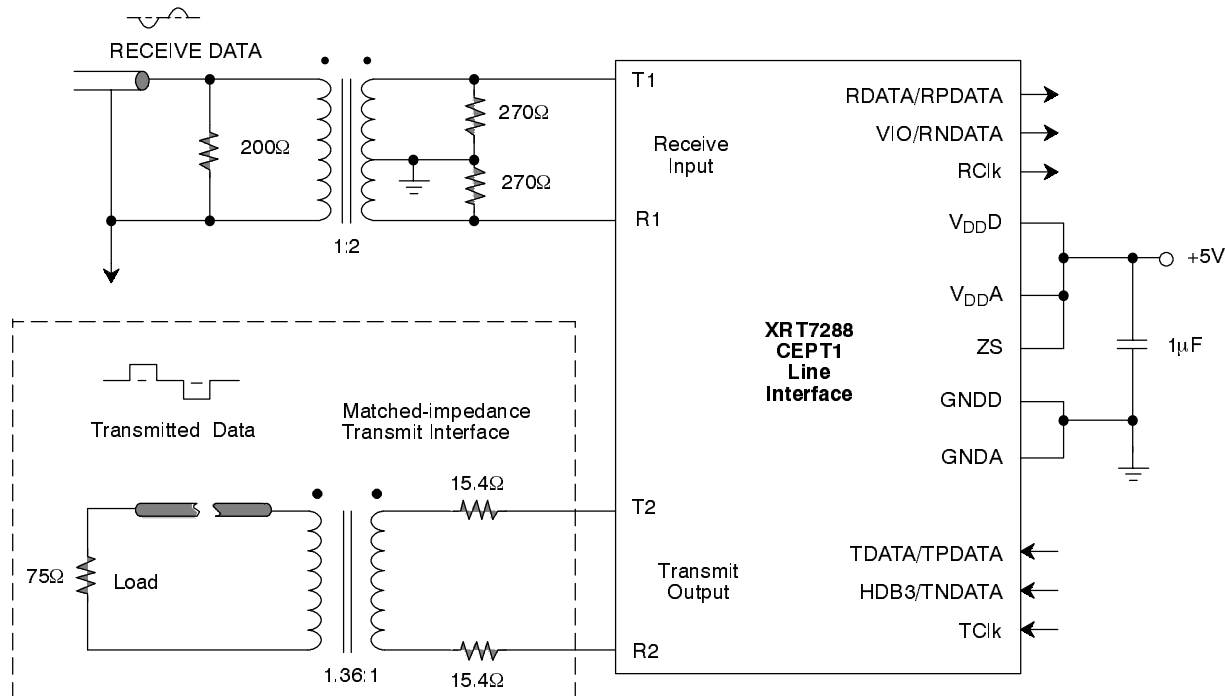 RECEIVE DATA
200Ω
1:2
270Ω
270Ω
T1
Receive
Input
R1
RDATA/RPDATA
VIO/RNDATA
RClk
VDDD
VDDA
ZS
GNDD
GNDA
+5V
1µF
XRT7288
CEPT1
Line
Interface
Transmitted Data
Matched-impedance
Transmit Interface
15.4Ω
75Ω
Load
1.36:1
15.4Ω
T2
Transmit
Output
R2
TDATA/TPDATA
HDB3/TNDATA
TClk